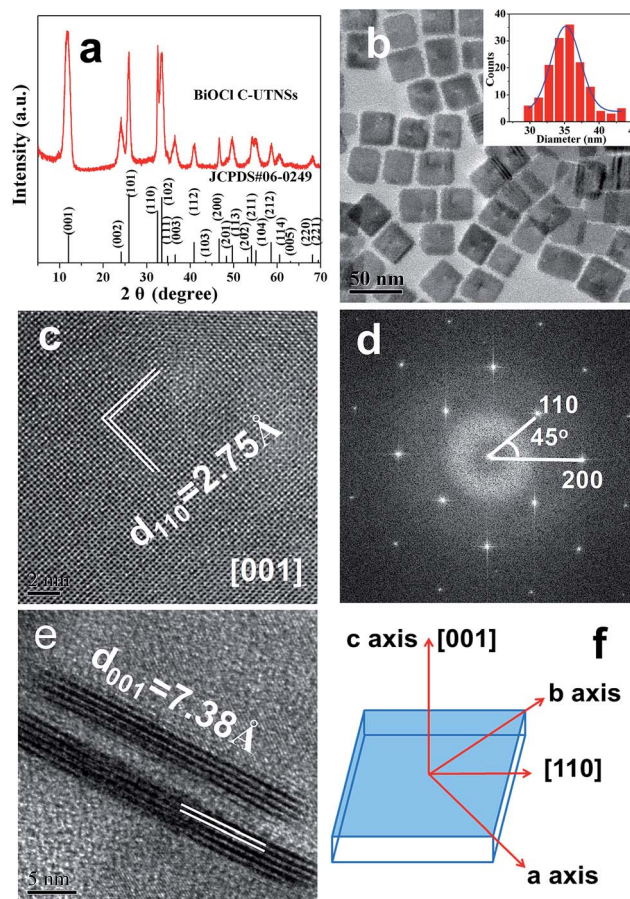 a
Intensity (a.u.)
BiOCl C-UTNSs
JCPDS#06-0249
(001)
(002)
(101)
(110)
(102)
(111)
(003)
(112)
(103)
(200)
(201)
(113)
(202)
(211)
(104)
(212)
(114)
(005)
(220)
(221)
10 20 30 40 50 60 70
2 θ (degree)
b
Counts
40
30
20
10
0
30 35 40
Diameter (nm)
50 nm
c
d110=2.75Å
[001]
2 nm
d
110
45°
200
e
d001=7.38Å
5 nm
f
c axis [001]
b axis
[110]
a axis